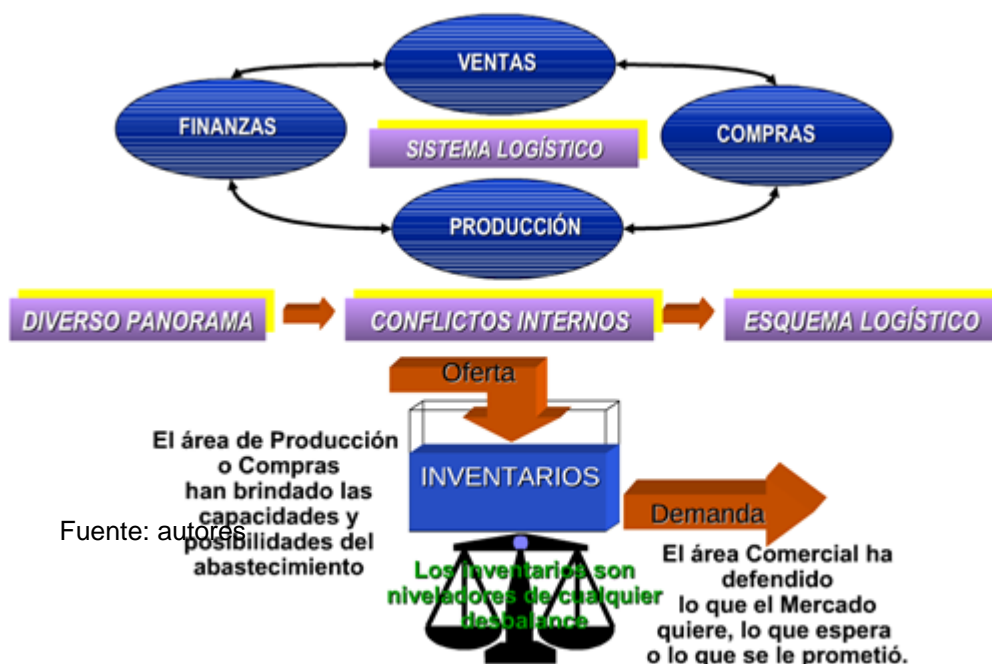 VENTAS
FINANZAS
COMPRAS
SISTEMA LOGÍSTICO
PRODUCCIÓN
DIVERSO PANORAMA
CONFLICTOS INTERNOS
ESQUEMA LOGÍSTICO
Oferta
El área de Producción
o Compras
han brindado las
capacidades y
posibilidades del
abastecimiento
Fuente: autores
INVENTARIOS
Demanda
Los inventarios son
niveladores de cualquier
desbalance
El área Comercial ha
defendido
lo que el Mercado
quiere, lo que espera
o lo que se le prometió.